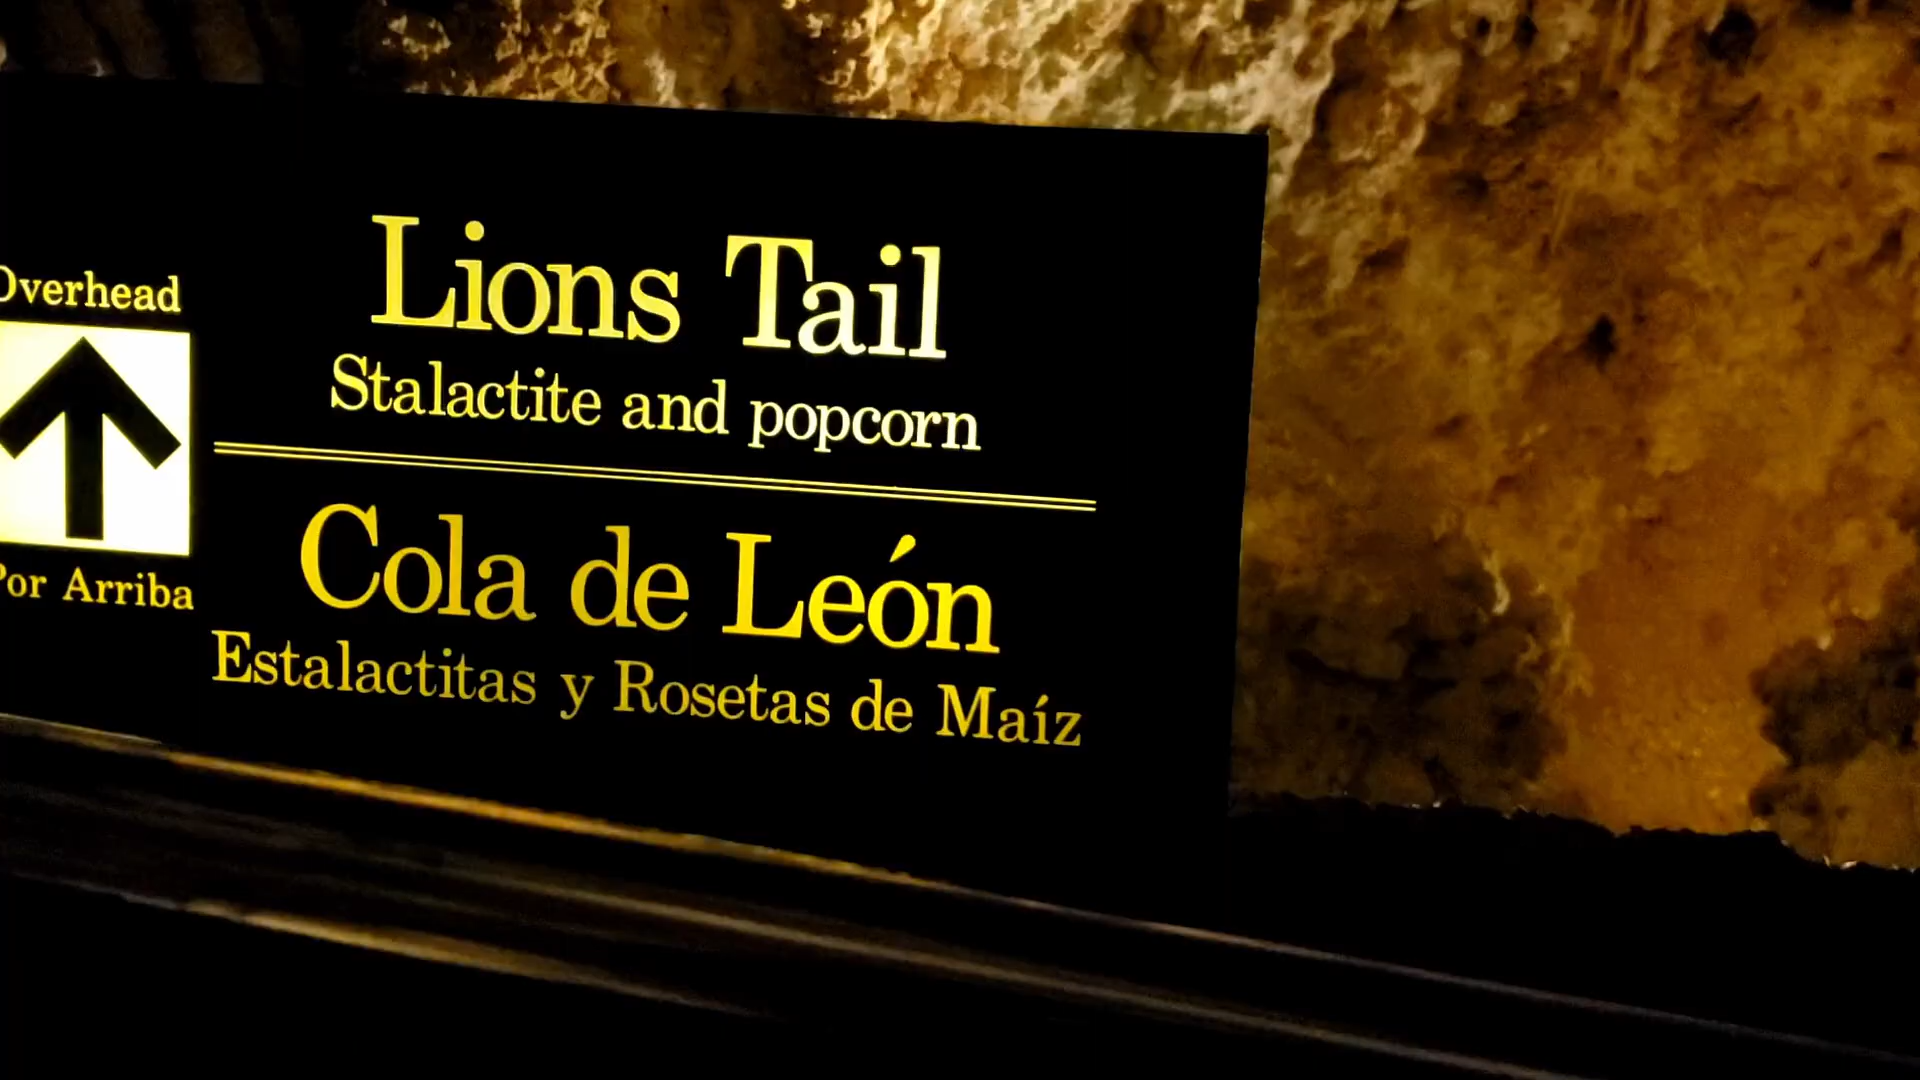 Overhead
Por Arriba
Lions Tail
Stalactite and popcorn
Cola de León
Estalactitas y Rosetas de Maíz